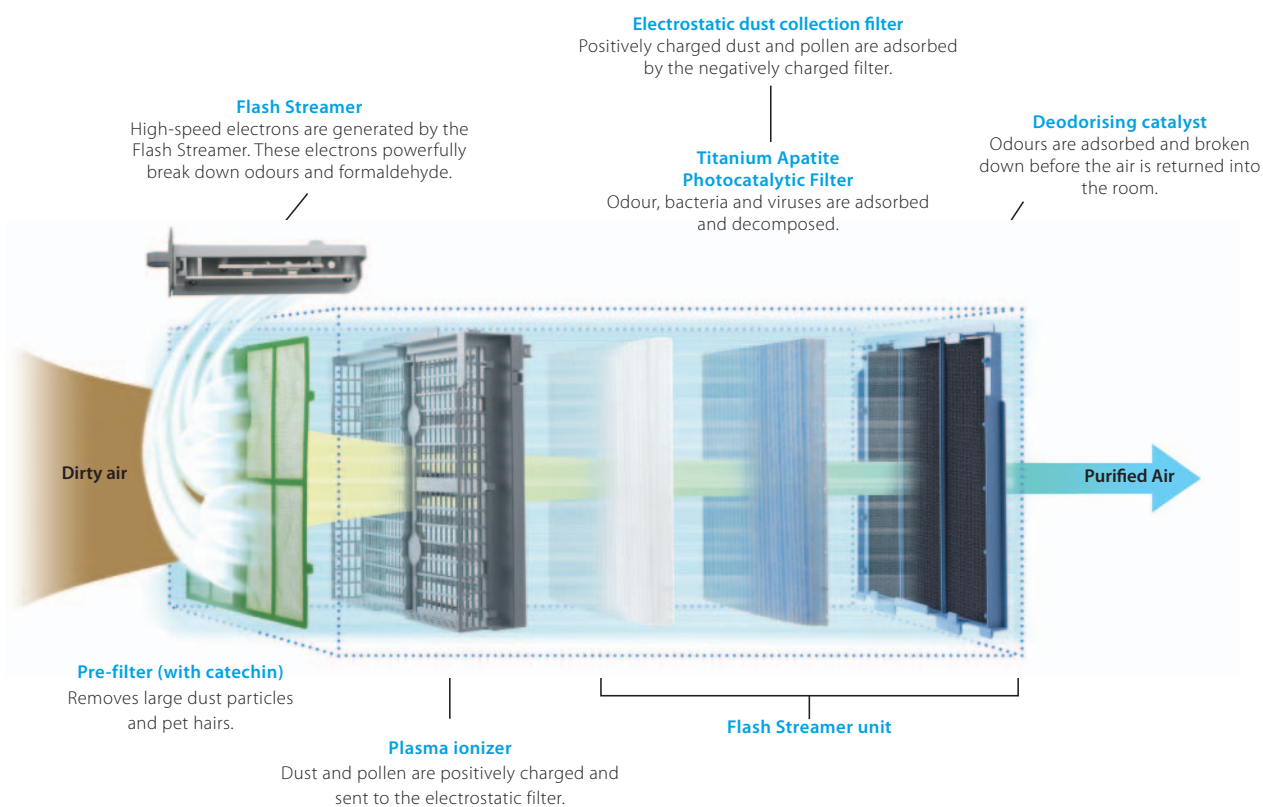 Electrostatic dust collection filter
Positively charged dust and pollen are adsorbed
by the negatively charged filter.
Flash Streamer
High-speed electrons are generated by the
Flash Streamer. These electrons powerfully
break down odours and formaldehyde.
Titanium Apatite
Photocatalytic Filter
Odour, bacteria and viruses are adsorbed
and decomposed.
Deodorising catalyst
Odours are adsorbed and broken
down before the air is returned into
the room.
Dirty air
Purified Air
Pre-filter (with catechin)
Removes large dust particles
and pet hairs.
Plasma ionizer
Dust and pollen are positively charged and
sent to the electrostatic filter.
Flash Streamer unit